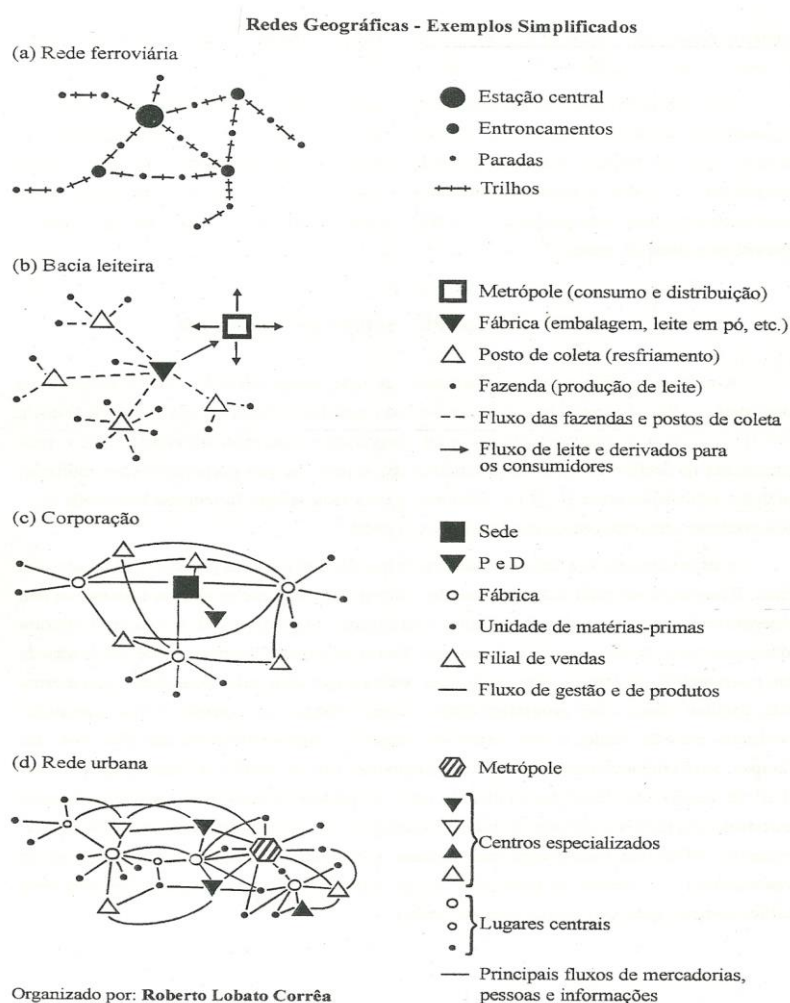 Redes Geográficas - Exemplos Simplificados
(a) Rede ferroviária
Estação central
Entroncamentos
Paradas
Trilhos
(b) Bacia leiteira
Metrópole (consumo e distribuição)
Fábrica (embalagem, leite em pó, etc.)
Posto de coleta (resfriamento)
Fazenda (produção de leite)
Fluxo das fazendas e postos de coleta
Fluxo de leite e derivados para
os consumidores
(c) Corporação
Sede
P e D
Fábrica
Unidade de matérias-primas
Filial de vendas
Fluxo de gestão e de produtos
(d) Rede urbana
Metrópole
Centros especializados
Lugares centrais
Principais fluxos de mercadorias,
pessoas e informações
Organizado por: Roberto Lobato Corrêa